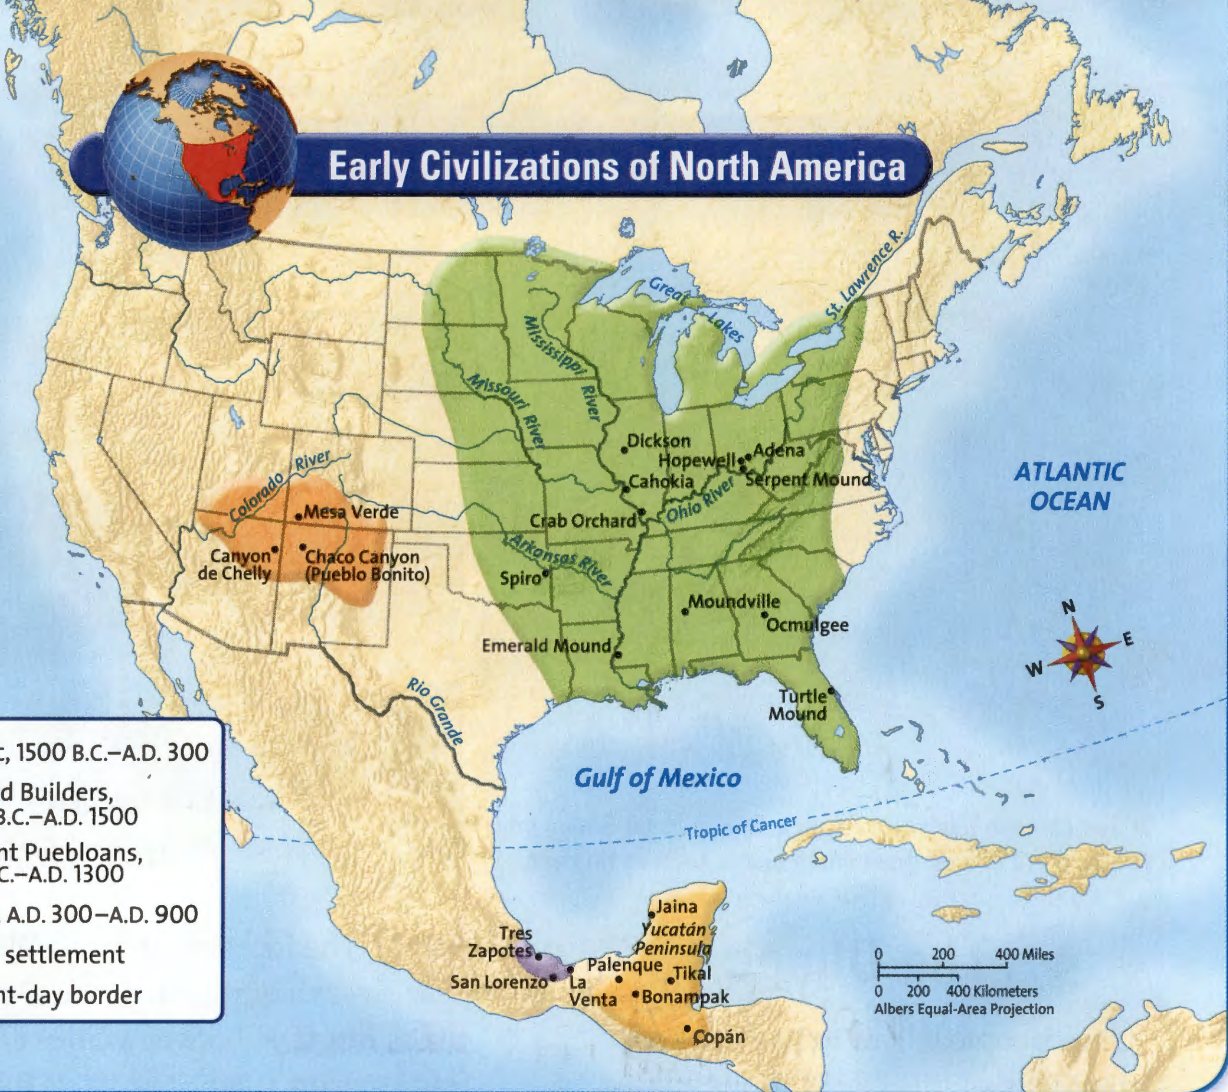 Early Civilizations of North America
St. Lawrence R.
Great
Lakes
Mississippi
River
Missouri River
Dickson
Adena
Hopewell
Colorado River
Cahokia
Serpent Mound
ATLANTIC
OCEAN
Mesa Verde
Ohio River
Crab Orchard
Canyon
de Chelly
Chaco Canyon
(Pueblo Bonito)
Arkansas River
Spiro
Moundville
Ocmulgee
Emerald Mound
N
E
W
S
Rio Grande
Turtle
Mound
Gulf of Mexico
Tropic of Cancer
, 1500 B.C.–A.D. 300
d Builders,
B.C.–A.D. 1500
nt Puebloans,
C.–A.D. 1300
A.D. 300–A.D. 900
settlement
nt-day border
Jaina
Yucatán
Peninsula
Tres
Zapotes
Palenque
Tikal
San Lorenzo
La
Venta
Bonampak
Copán
0 200 400 Miles
0 200 400 Kilometers
Albers Equal-Area Projection